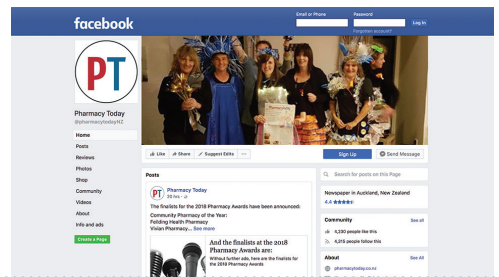 facebook
Email or Phone
Password
Log In
Forgotten account?
PT
Pharmacy Today
@pharmacytodayNZ
Home
Posts
Reviews
Photos
Shop
Community
Videos
About
Info and ads
Create a Page
Like
Share
Suggest Edits
Sign Up
Send Message
Posts
PT
Pharmacy Today
20 hrs
The finalists for the 2018 Pharmacy Awards have been announced:
Community Pharmacy of the Year:
Feilding Health Pharmacy
Vivian Pharmacy... See more
And the finalists at the 2018
Pharmacy Awards are:
Without further ado, here are the finalists for
the 2018 Pharmacy Awards
Search for posts on this Page
Newspaper in Auckland, New Zealand
4.4 ★★★★★
Community
See all
4,230 people like this
4,315 people follow this
About
See All
pharmacytoday.co.nz